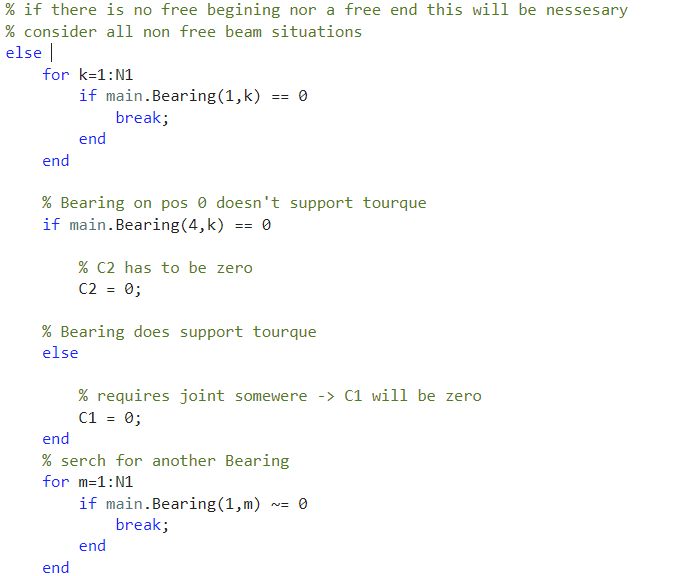 % if there is no free begining nor a free end this will be nessesary
% consider all non free beam situations
else
    for k=1:N1
        if main.Bearing(1,k) == 0
            break;
        end
    end

    % Bearing on pos 0 doesn't support tourque
    if main.Bearing(4,k) == 0

        % C2 has to be zero
        C2 = 0;

    % Bearing does support tourque
    else

        % requires joint somewere -> C1 will be zero
        C1 = 0;
    end
    % serch for another Bearing
    for m=1:N1
        if main.Bearing(1,m) ~= 0
            break;
        end
    end